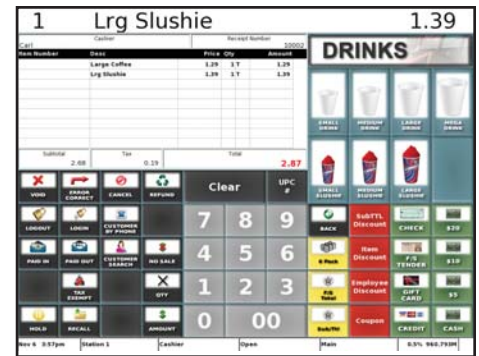 1 Lrg Slushie 1.39
Cashier Receipt Number
Carl 10002
Item Number Desc Price Qty Amount
Large Coffee 1.29 1 T 1.29
Lrg Slushie 1.39 1 T 1.39
Subtotal Tax Total
2.68 0.19 2.87
DRINKS
SMALL DRINK
MEDIUM DRINK
LARGE DRINK
MEGA DRINK
SMALL SLUSHIE
MEDIUM SLUSHIE
LARGE SLUSHIE
VOID
ERROR CORRECT
CANCEL
REFUND
Clear
UPC #
LOGOUT
LOGIN
CUSTOMER BY PHONE
7 8 9
BACK
SubTTL Discount
CHECK
$20
PAID IN
PAID OUT
CUSTOMER SEARCH
NO SALE
4 5 6
6 Pack
Item Discount
F/S TENDER
$10
TAX EXEMPT
QTY
1 2 3
F/S Total
Employee Discount
GIFT CARD
$5
HOLD
RECALL
AMOUNT
0 00
Sub/Ttl
Coupon
CREDIT
CASH
Nov 6 3:57pm Station 1 Cashier Open Main 0.5% 960.793M